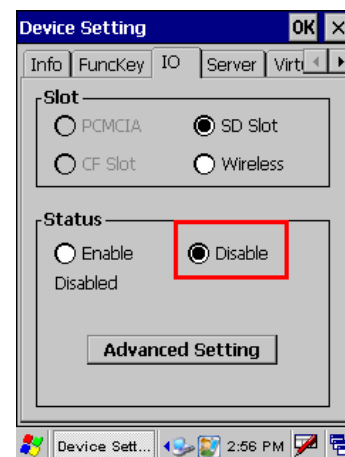 Device Setting OK ×
Info FuncKey IO Server Virt
Slot
PCMCIA SD Slot
CF Slot Wireless
Status
Enable Disable
Disabled
Advanced Setting
Device Sett... 2:56 PM